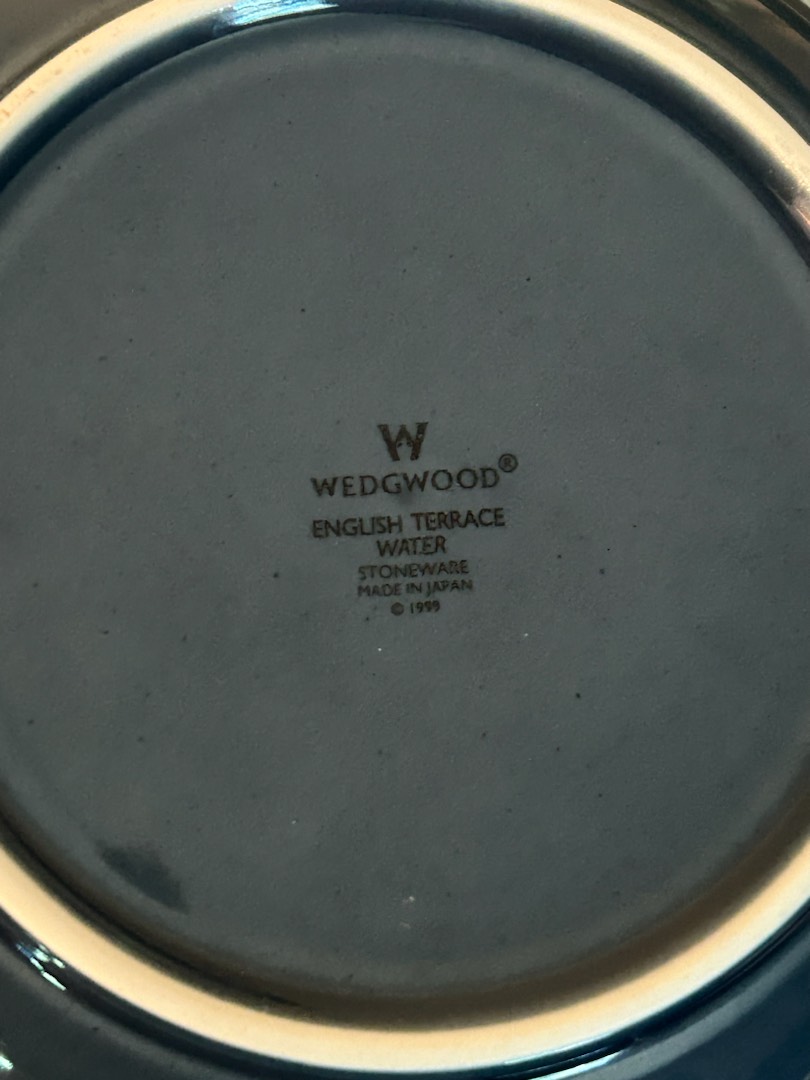 W
WEDGWOOD®
ENGLISH TERRACE
WATER
STONEWARE
MADE IN JAPAN
© 1999